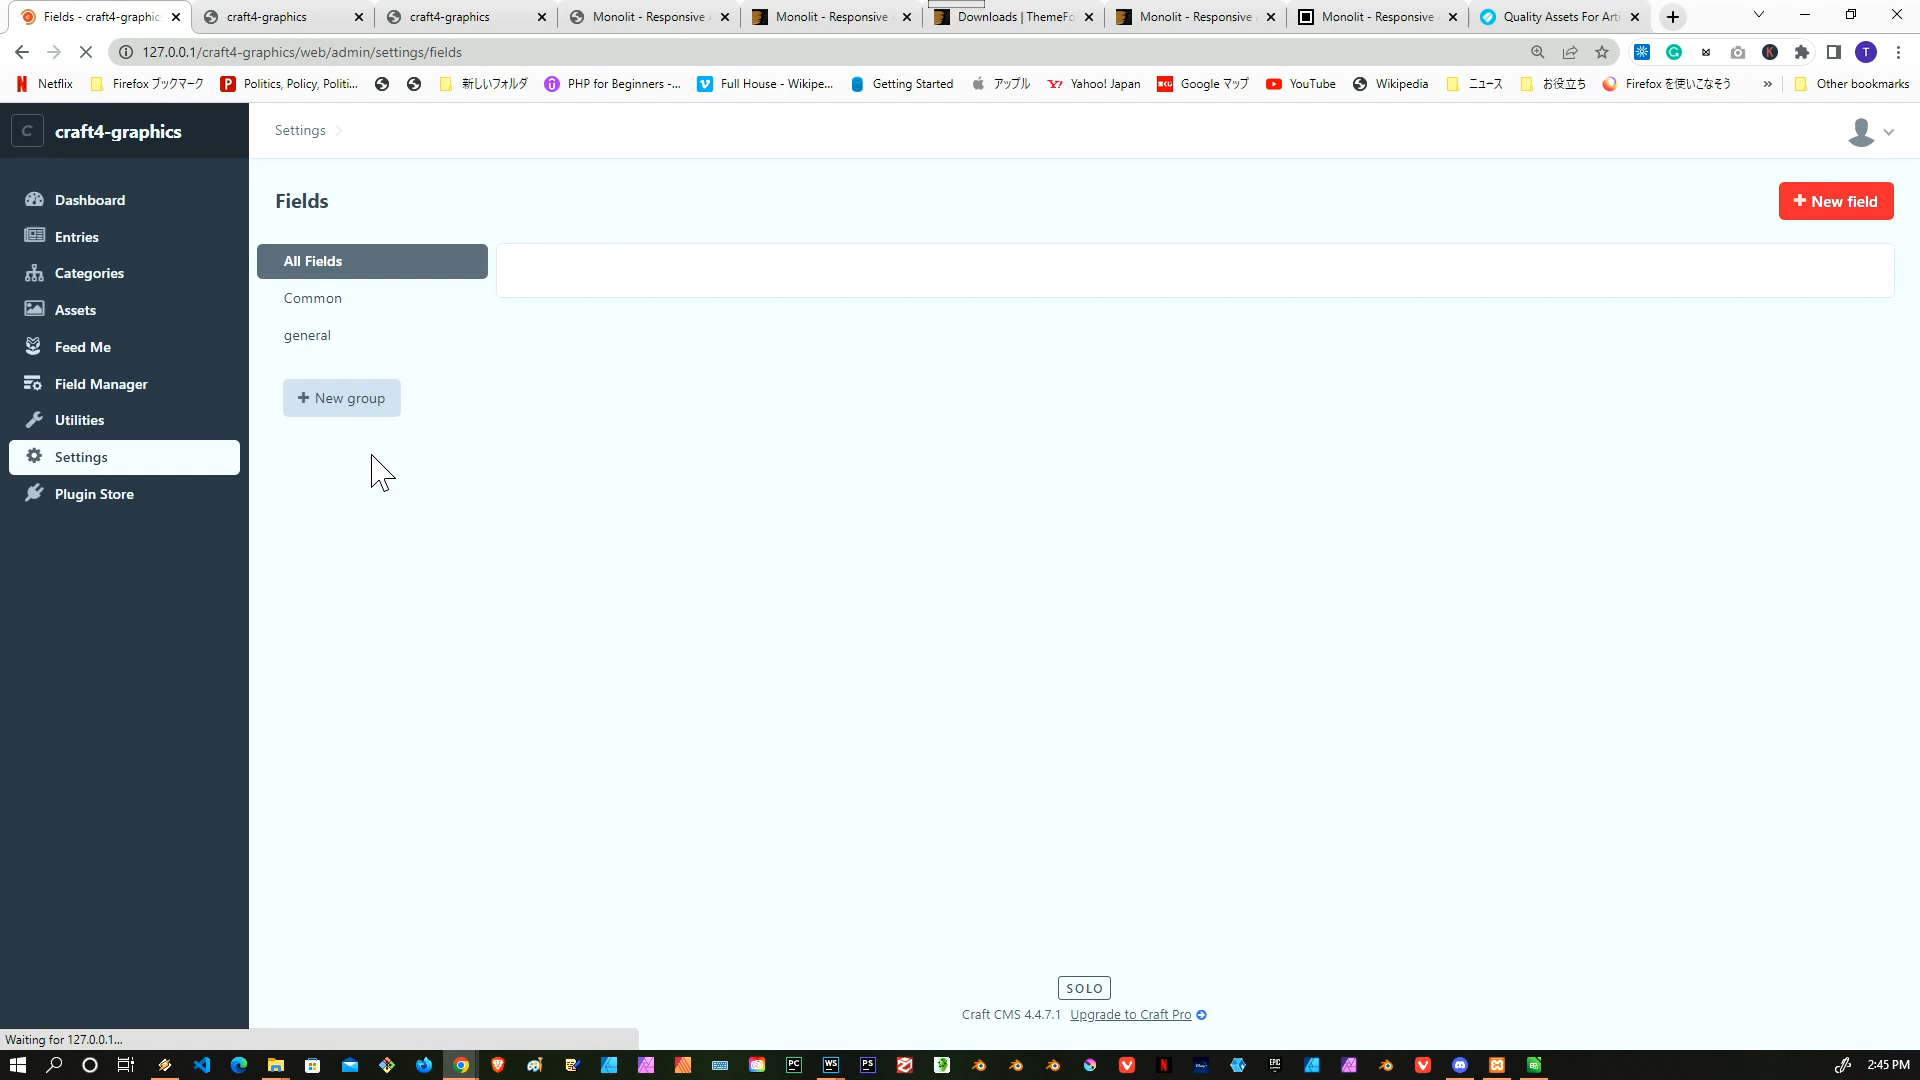 Fields - craft4-graphic
craft4-graphics
craft4-graphics
Monolit - Responsive
Monolit - Responsive
Downloads | ThemeFo
Monolit - Responsive
Monolit - Responsive
Quality Assets For Arti
127.0.0.1/craft4-graphics/web/admin/settings/fields
T
Netflix
Firefox ブックマーク
Politics, Policy, Politi...
新しいフォルダ
PHP for Beginners -...
Full House - Wikipe...
Getting Started
アップル
Yahoo! Japan
Google マップ
YouTube
Wikipedia
ニュース
お役立ち
Firefox を使いこなそう
»
Other bookmarks
C
craft4-graphics
Settings
Dashboard
Entries
Categories
Assets
Feed Me
Field Manager
Utilities
Settings
Plugin Store
Fields
New field
All Fields
Common
general
New group
SOLO
Craft CMS 4.4.7.1 Upgrade to Craft Pro
Waiting for 127.0.0.1...
2:45 PM